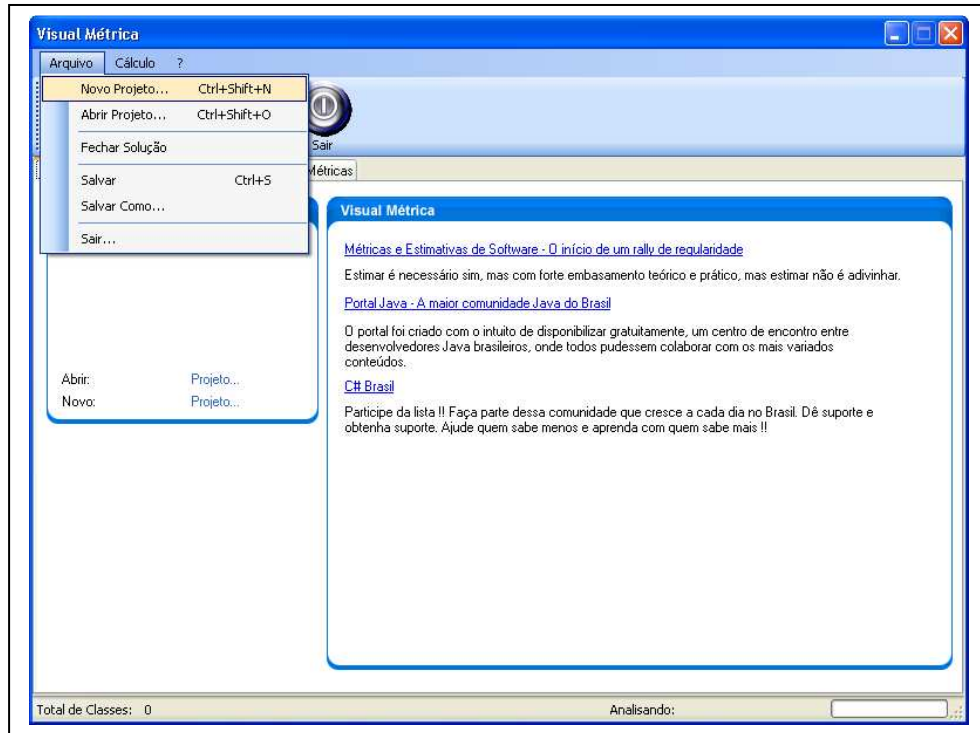 Visual Métrica
Arquivo Cálculo ?
Novo Projeto... Ctrl+Shift+N
Abrir Projeto... Ctrl+Shift+O
Fechar Solução
Salvar Ctrl+S
Salvar Como...
Sair...
Sair
Métricas
Abrir: Projeto...
Novo: Projeto...
Visual Métrica
Métricas e Estimativas de Software - O início de um rally de regularidade
Estimar é necessário sim, mas com forte embasamento teórico e prático, mas estimar não é adivinhar.
Portal Java - A maior comunidade Java do Brasil
O portal foi criado com o intuito de disponibilizar gratuitamente, um centro de encontro entre
desenvolvedores Java brasileiros, onde todos pudessem colaborar com os mais variados
conteúdos.
C# Brasil
Participe da lista !! Faça parte dessa comunidade que cresce a cada dia no Brasil. Dê suporte e
obtenha suporte. Ajude quem sabe menos e aprenda com quem sabe mais !!
Total de Classes: 0 Analisando: